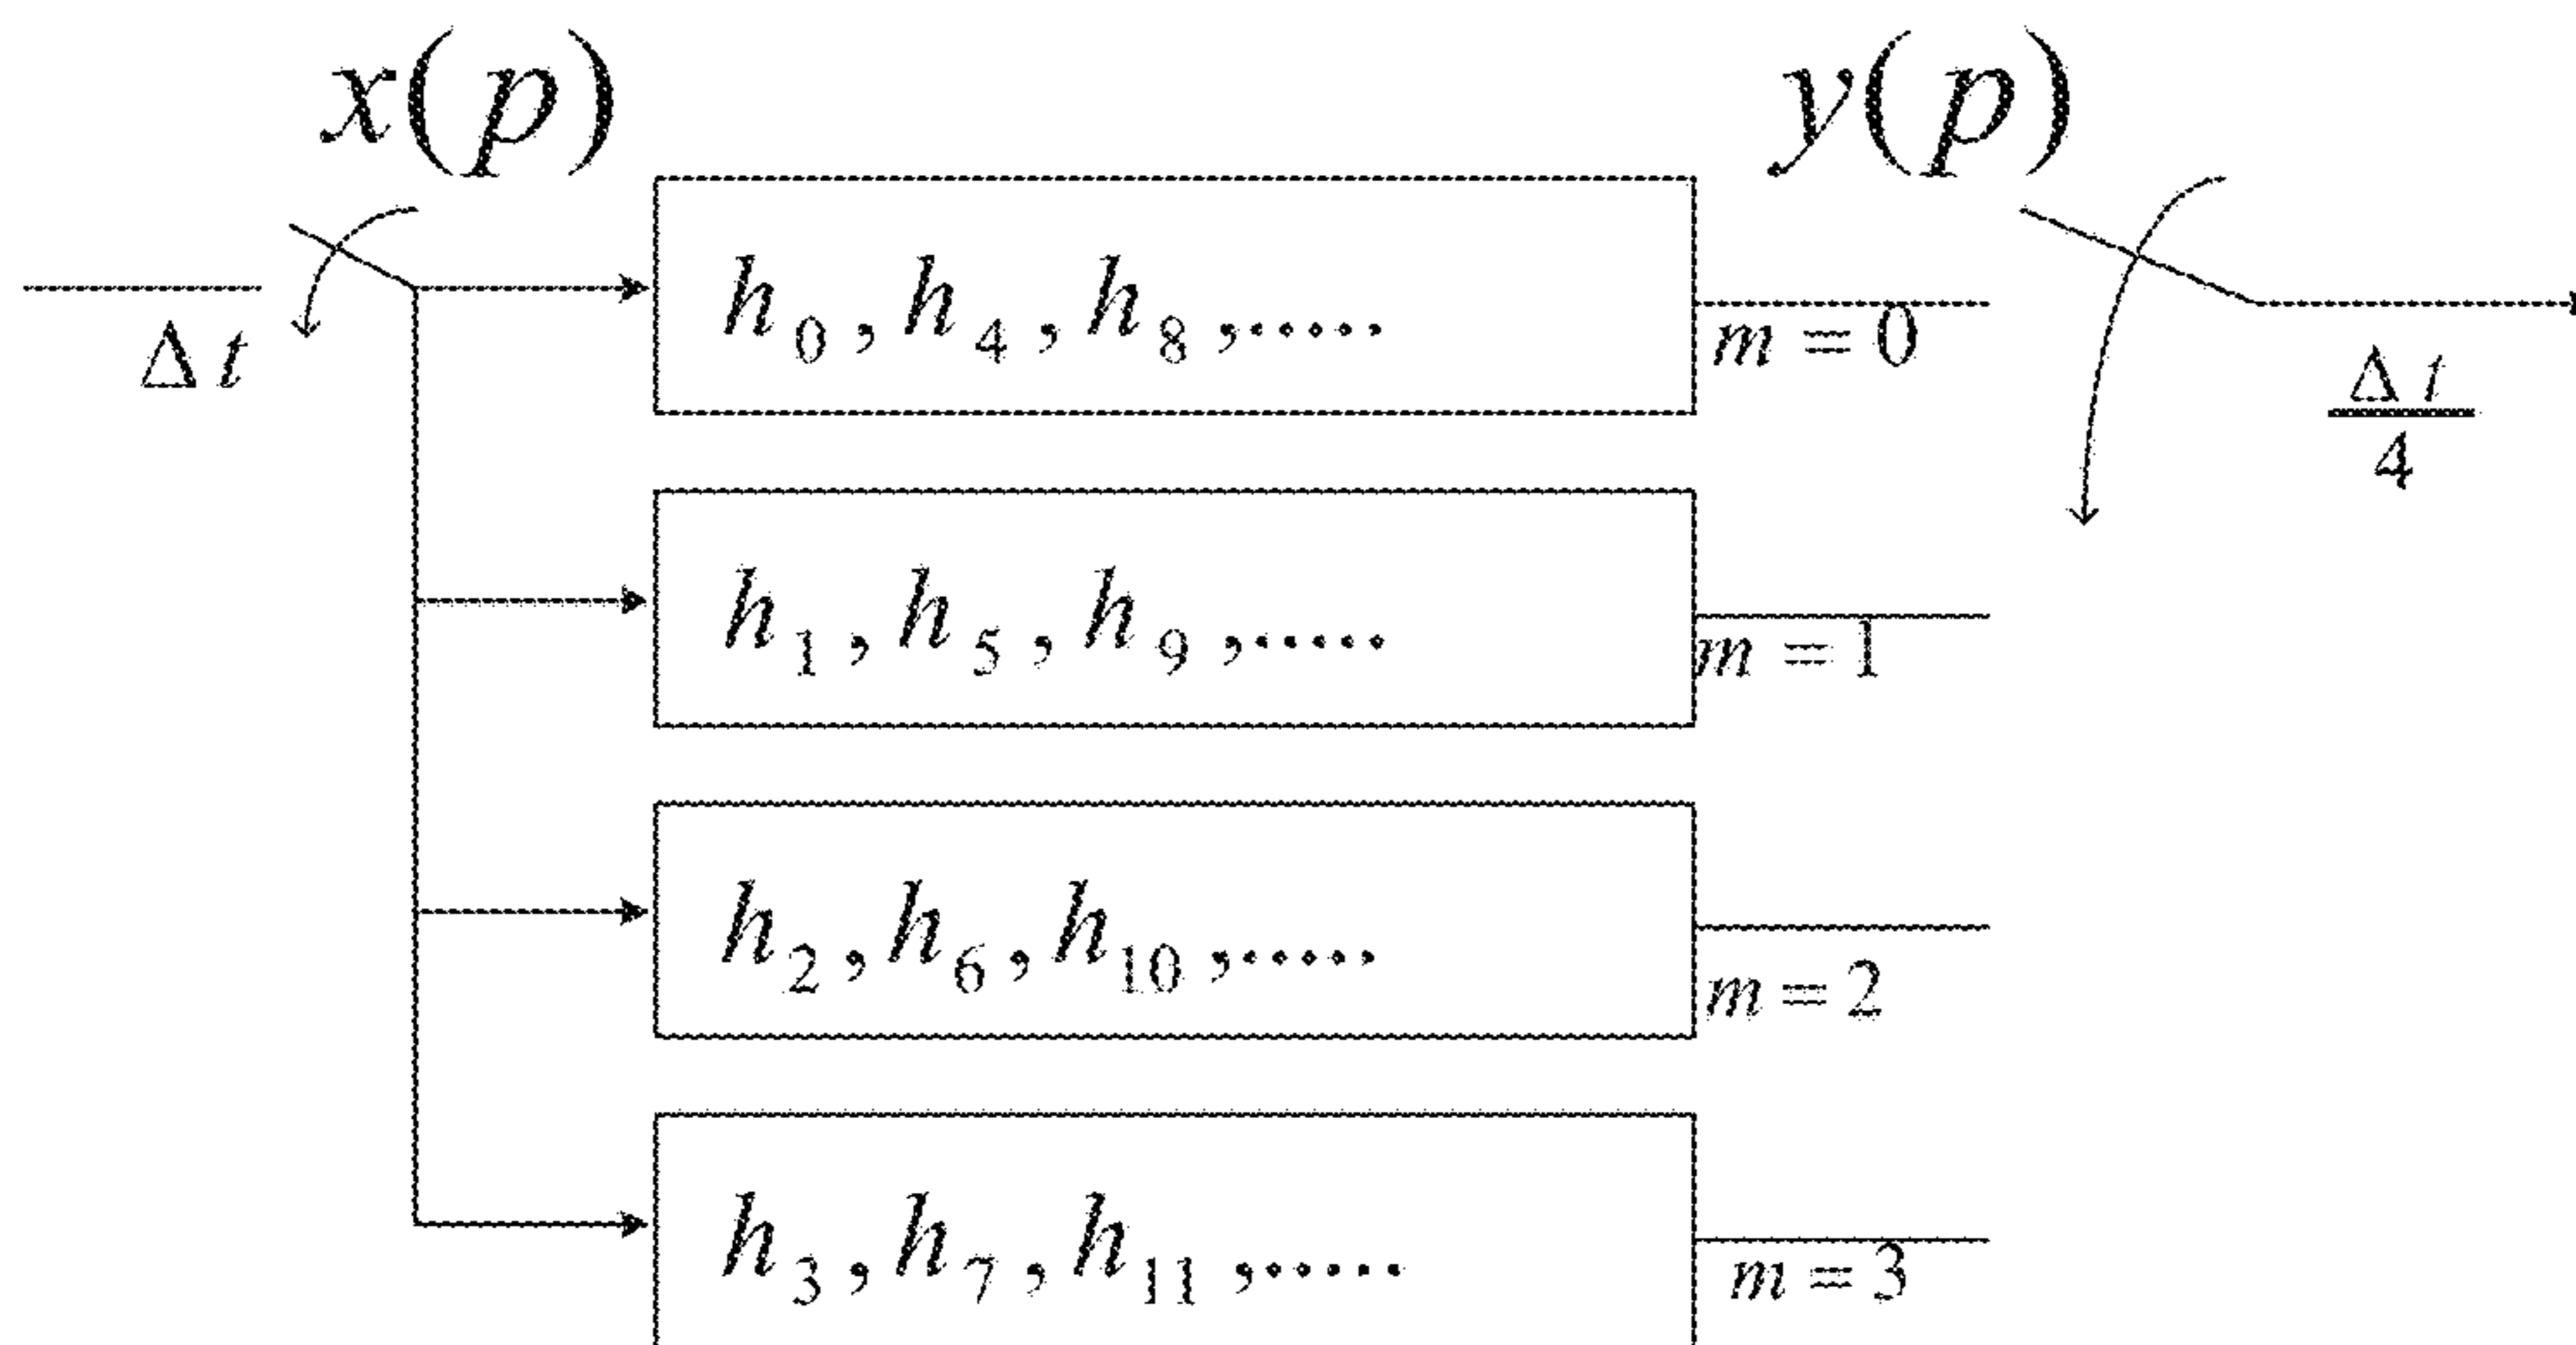 x(p)
y(p)
Δt
h₀, h₄, h₈, .....
m = 0
Δt/4
h₁, h₅, h₉, .....
m = 1
h₂, h₆, h₁₀, .....
m = 2
h₃, h₇, h₁₁, .....
m = 3